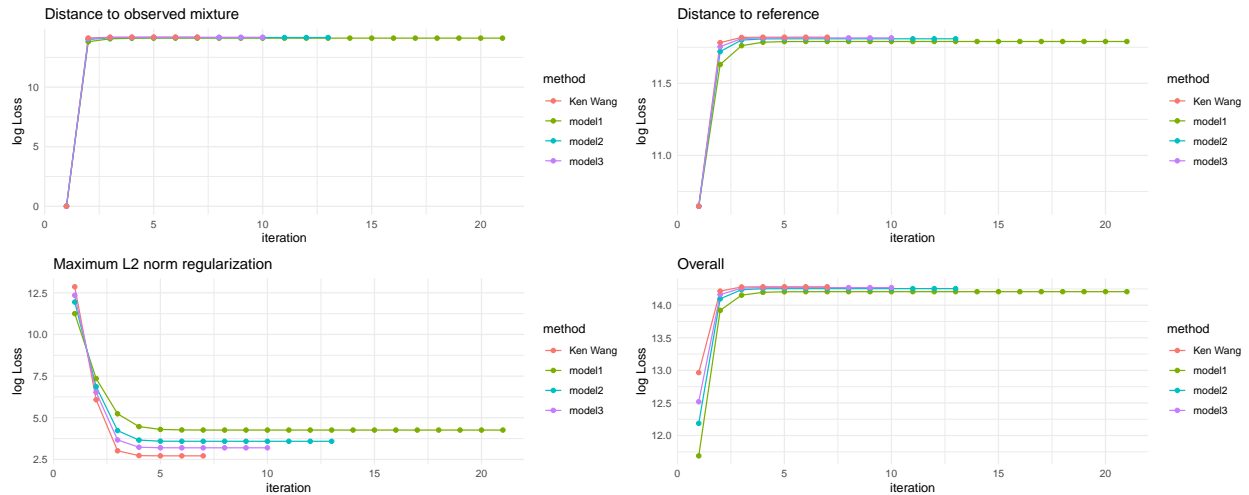 Distance to observed mixture
log Loss
10
5
0
0
5
10
15
20
iteration
method
Ken Wang
model1
model2
model3
Distance to reference
log Loss
11.5
11.0
0
5
10
15
20
iteration
method
Ken Wang
model1
model2
model3
Maximum L2 norm regularization
log Loss
12.5
10.0
7.5
5.0
2.5
0
5
10
15
20
iteration
method
Ken Wang
model1
model2
model3
Overall
log Loss
14.0
13.5
13.0
12.5
12.0
0
5
10
15
20
iteration
method
Ken Wang
model1
model2
model3